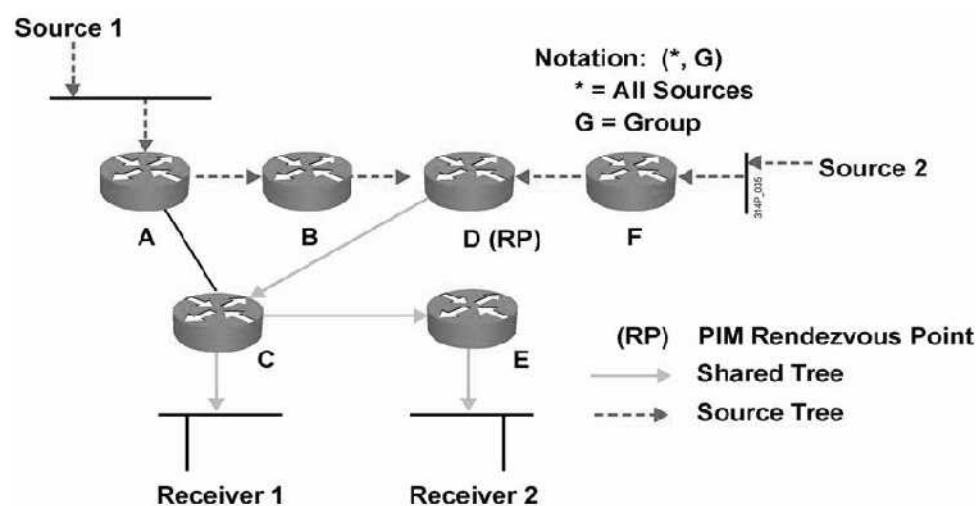 Source 1
Notation: (*, G)
* = All Sources
G = Group
Source 2
314P_035
A
B
D (RP)
F
C
E
(RP) PIM Rendezvous Point
Shared Tree
Source Tree
Receiver 1
Receiver 2